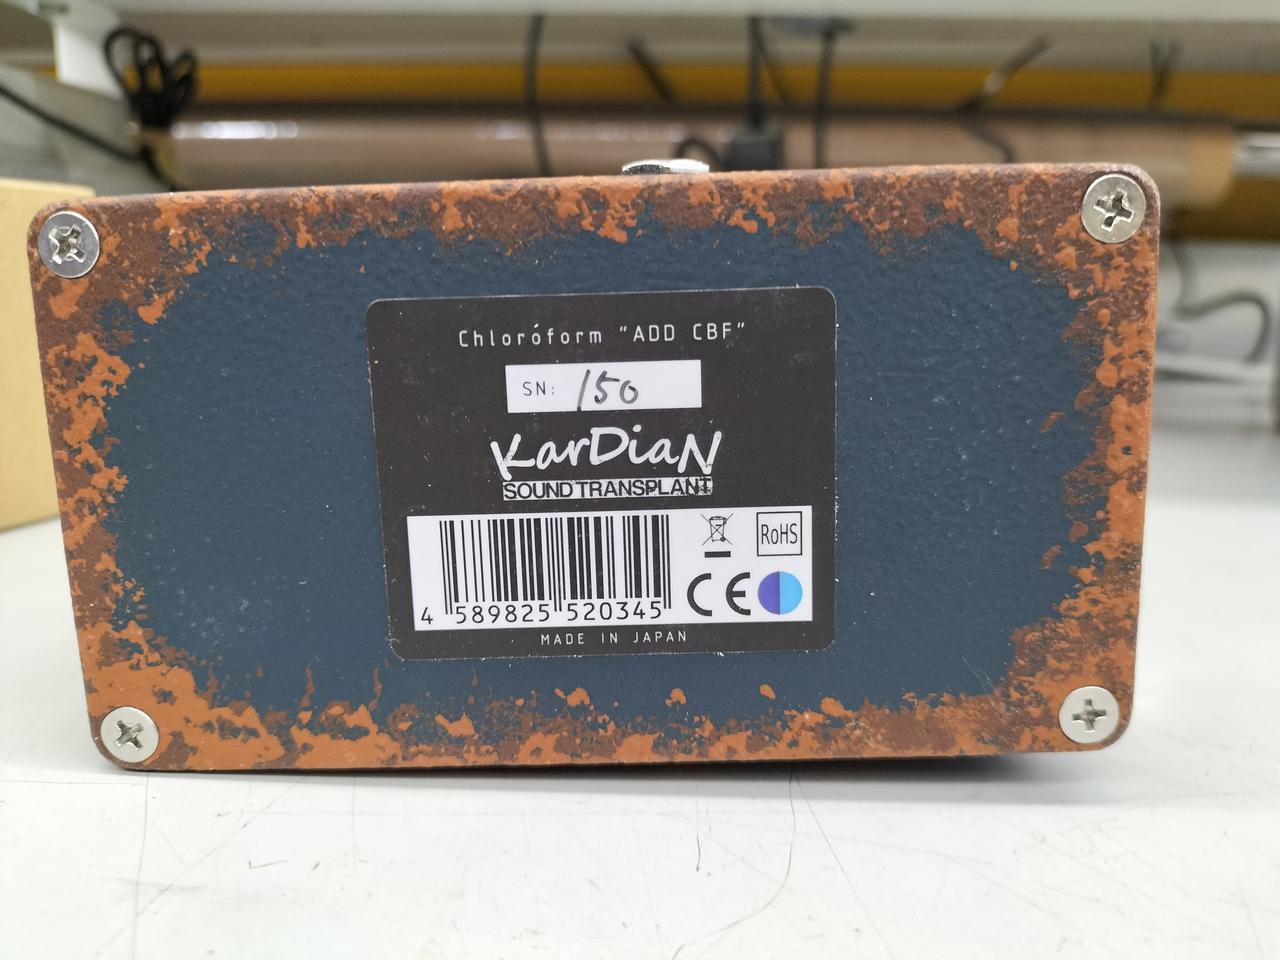 Chloróform "ADD CBF"
SN: 150
KarDiaN
SOUND TRANSPLANT
RoHS
CE
4 589825 520345
MADE IN JAPAN